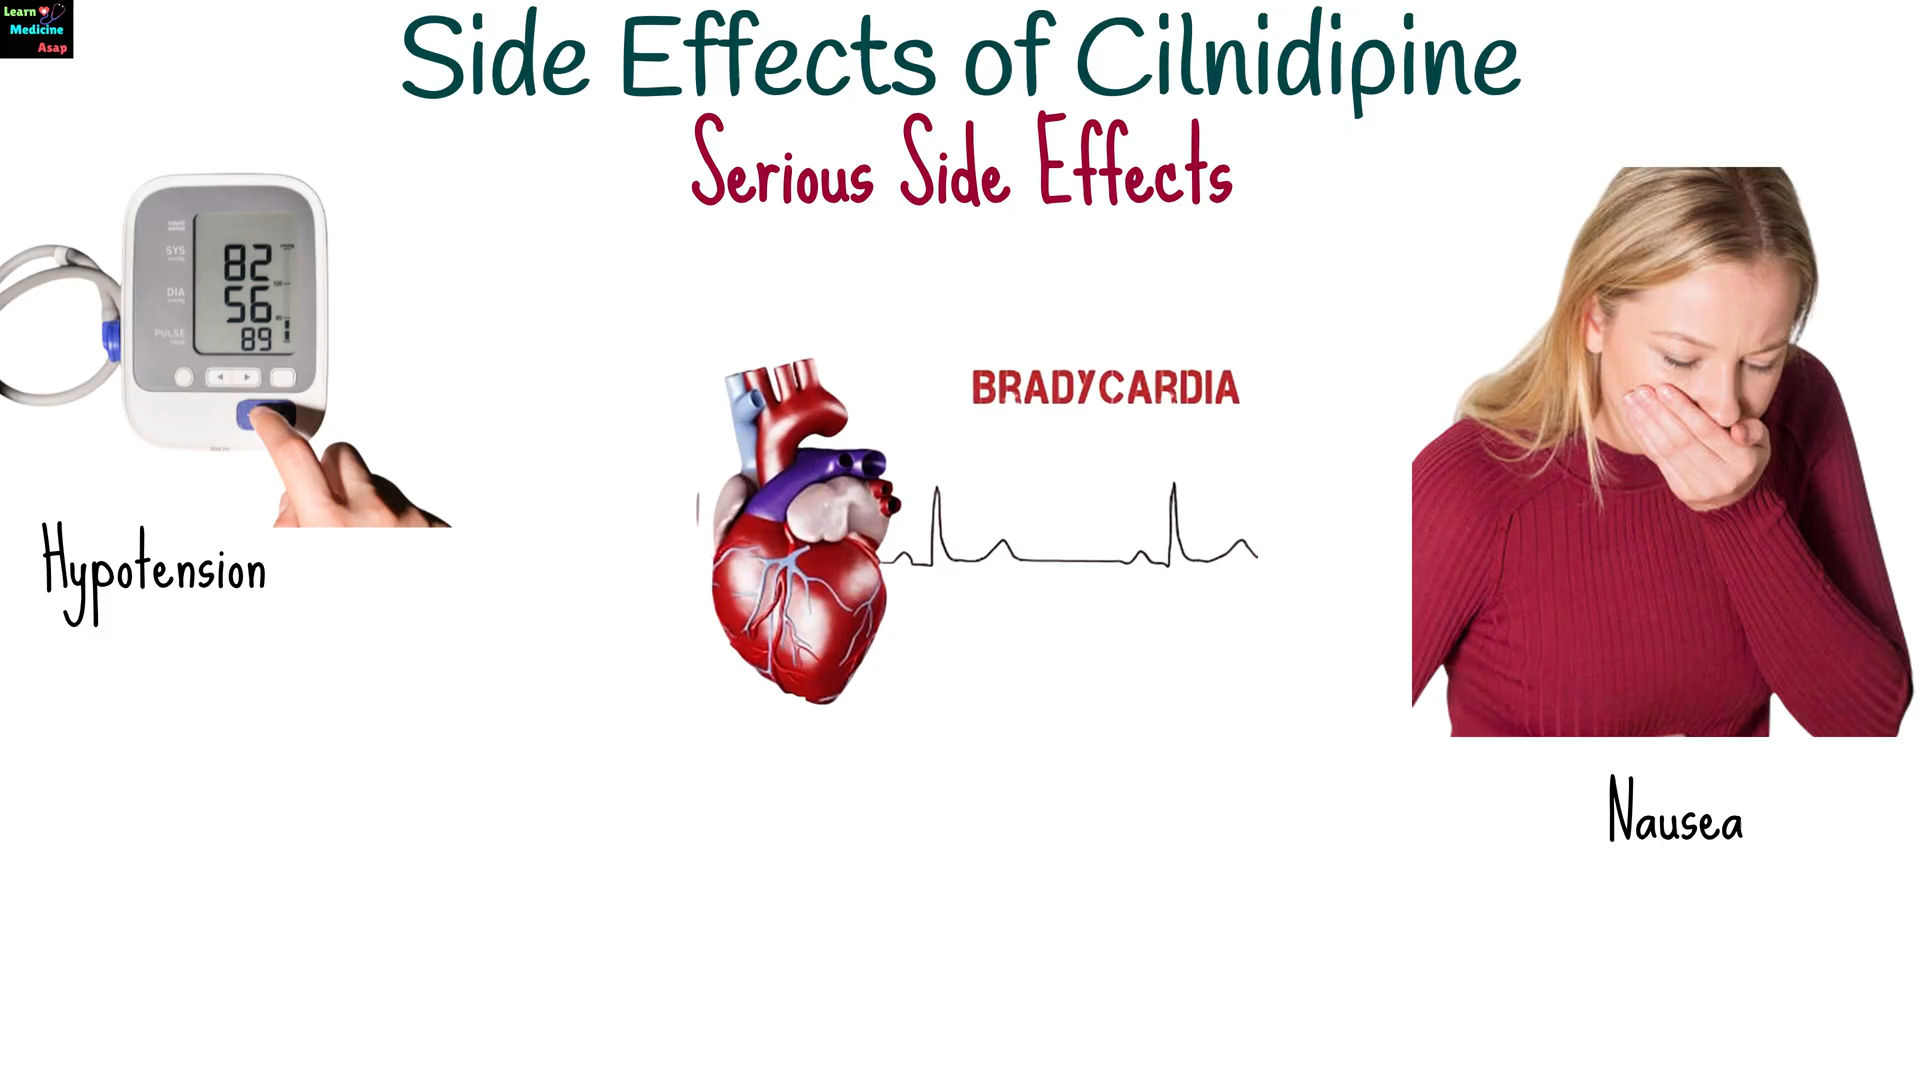 Learn
Medicine
Asap
Side Effects of Cilnidipine
Serious Side Effects
SYS
82
DIA
56
PULSE
89
Hypotension
BRADYCARDIA
Nausea